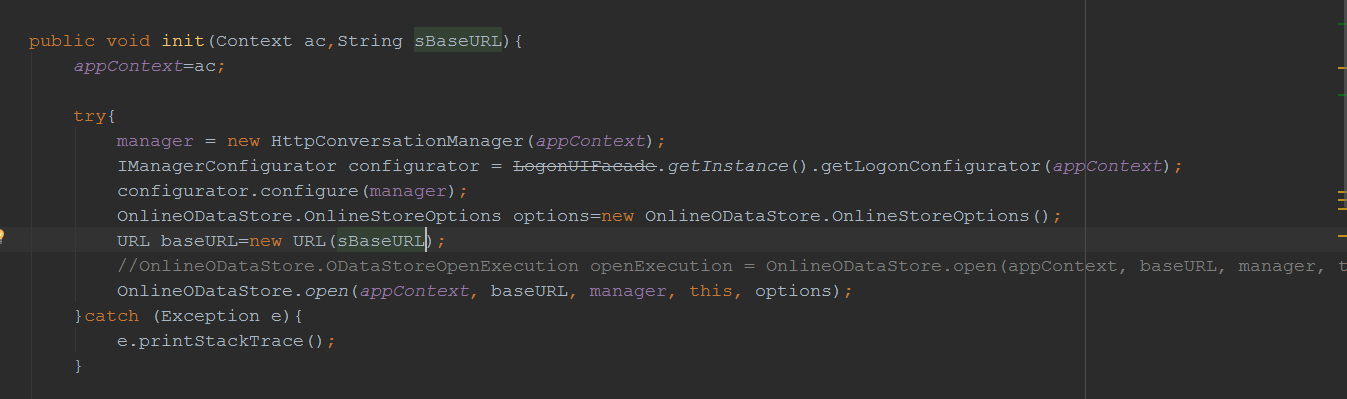 public void init(Context ac,String sBaseURL){
appContext=ac;
try{
manager = new HttpConversationManager(appContext);
IManagerConfigurator configurator = LogonUIFacade.getInstance().getLogonConfigurator(appContext);
configurator.configure(manager);
OnlineODataStore.OnlineStoreOptions options=new OnlineODataStore.OnlineStoreOptions();
URL baseURL=new URL(sBaseURL);
//OnlineODataStore.ODataStoreOpenExecution openExecution = OnlineODataStore.open(appContext, baseURL, manager, t
OnlineODataStore.open(appContext, baseURL, manager, this, options);
}catch (Exception e){
e.printStackTrace();
}